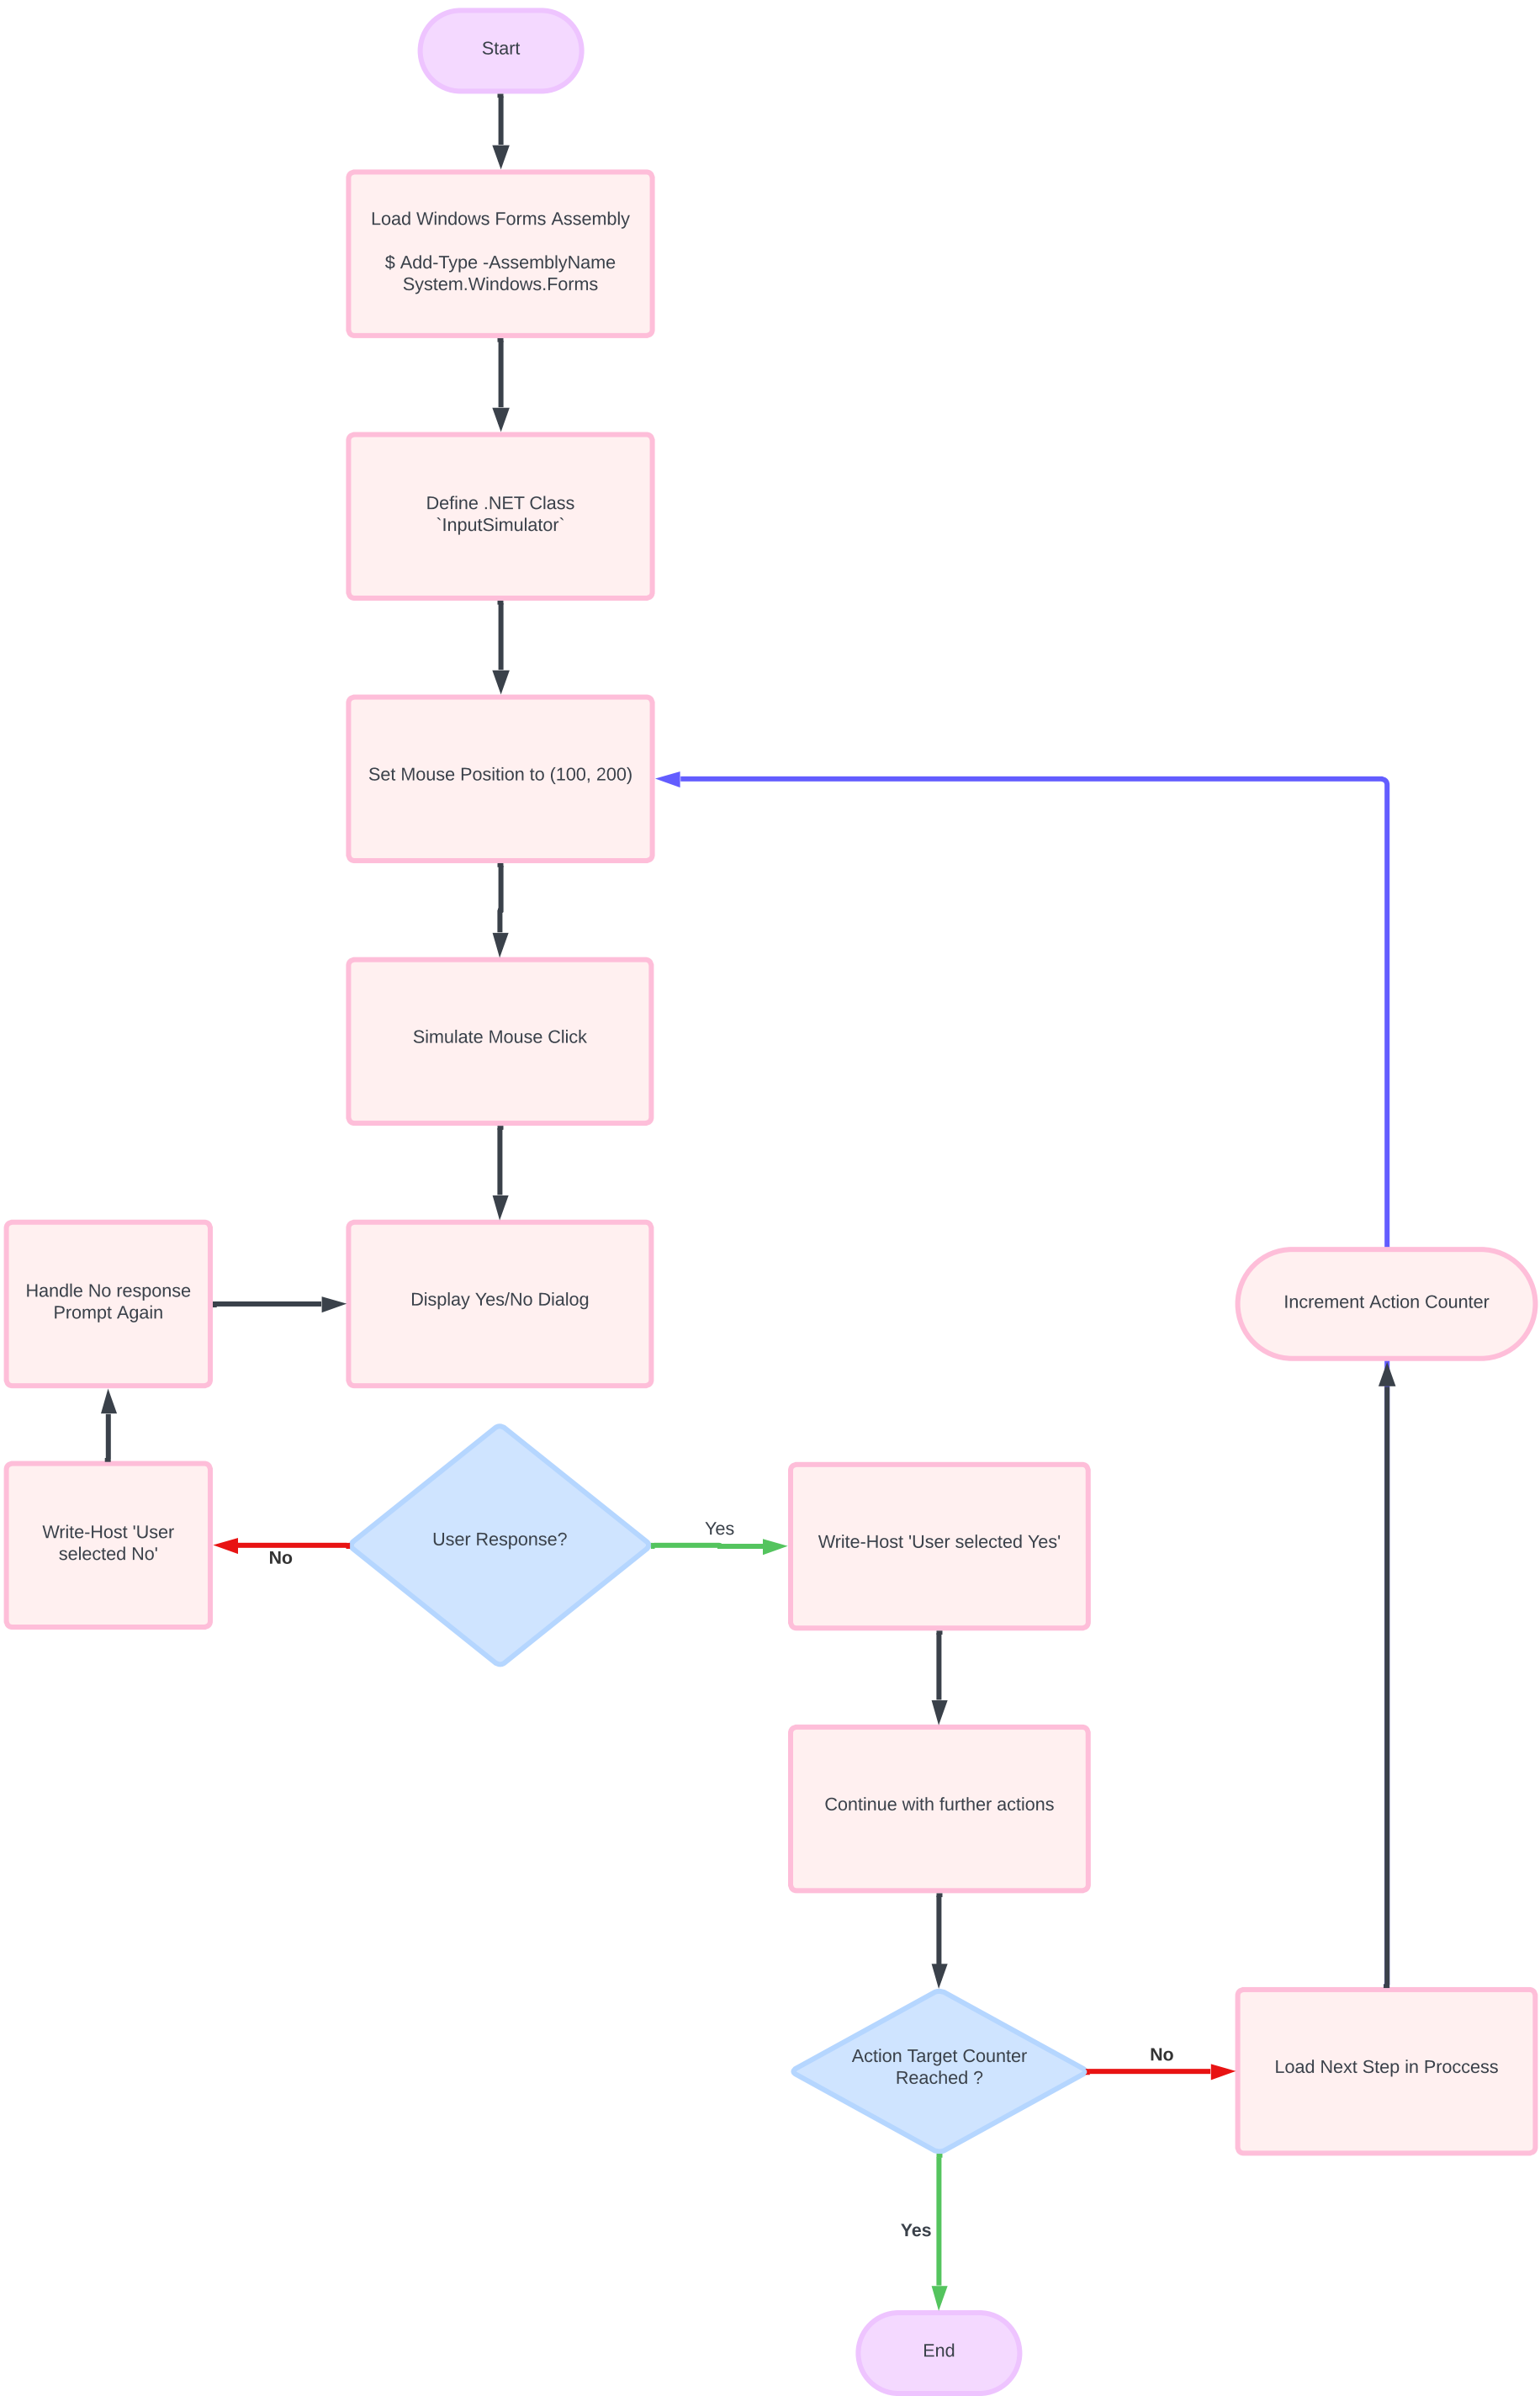 Start
Load Windows Forms Assembly
$ Add-Type -AssemblyName
System.Windows.Forms
Define .NET Class
`InputSimulator`
Set Mouse Position to (100, 200)
Simulate Mouse Click
Handle No response
Prompt Again
Display Yes/No Dialog
Increment Action Counter
Write-Host 'User
selected No'
No
User Response?
Yes
Write-Host 'User selected Yes'
Continue with further actions
Action Target Counter
Reached ?
No
Load Next Step in Proccess
Yes
End